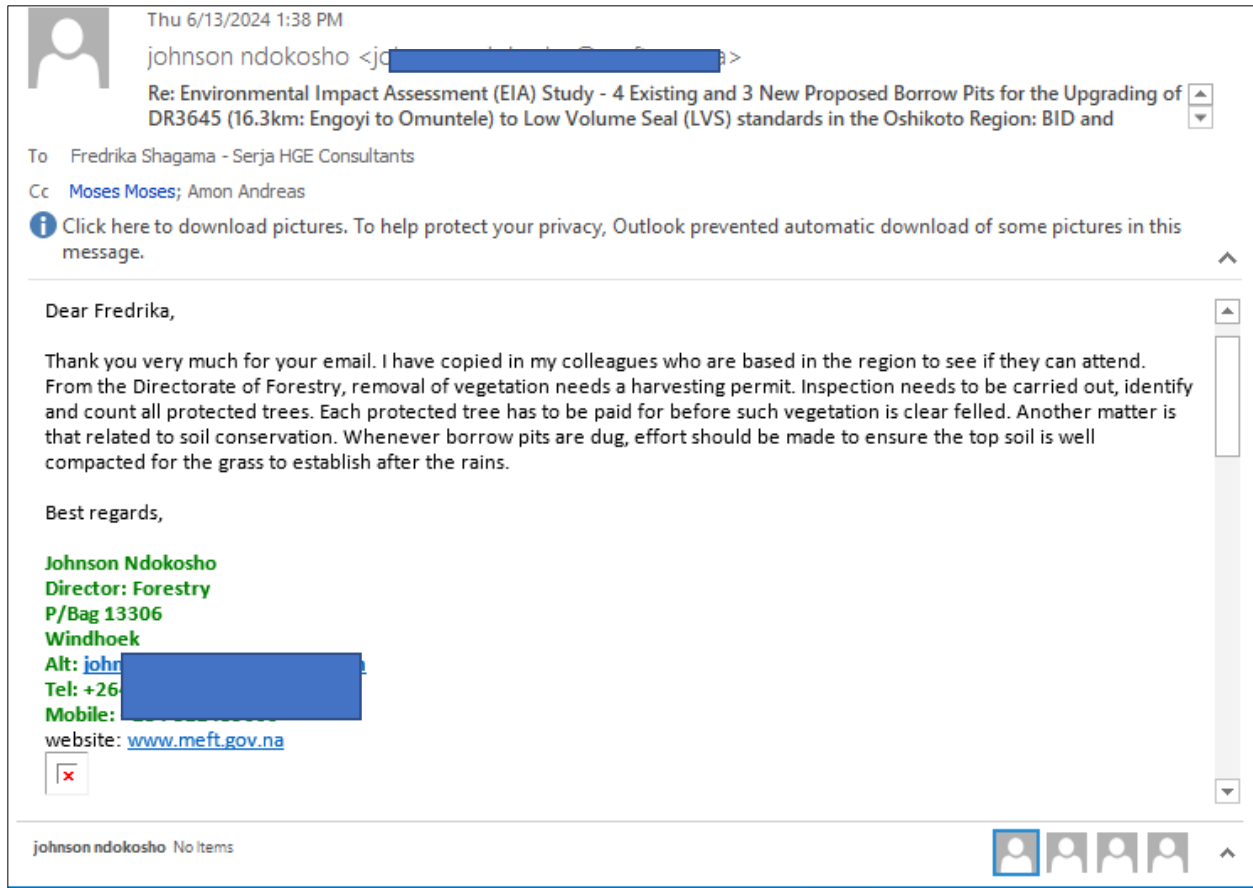 Thu 6/13/2024 1:38 PM
johnson ndokosho <
Re: Environmental Impact Assessment (EIA) Study - 4 Existing and 3 New Proposed Borrow Pits for the Upgrading of
DR3645 (16.3km: Engoyi to Omuntele) to Low Volume Seal (LVS) standards in the Oshikoto Region: BID and
To Fredrika Shagama - Serja HGE Consultants
Cc Moses Moses; Amon Andreas
Click here to download pictures. To help protect your privacy, Outlook prevented automatic download of some pictures in this
message.
Dear Fredrika,
Thank you very much for your email. I have copied in my colleagues who are based in the region to see if they can attend.
From the Directorate of Forestry, removal of vegetation needs a harvesting permit. Inspection needs to be carried out, identify
and count all protected trees. Each protected tree has to be paid for before such vegetation is clear felled. Another matter is
that related to soil conservation. Whenever borrow pits are dug, effort should be made to ensure the top soil is well
compacted for the grass to establish after the rains.
Best regards,
Johnson Ndokosho
Director: Forestry
P/Bag 13306
Windhoek
Alt: john
Tel: +264
Mobile:
website: www.meft.gov.na
johnson ndokosho No Items